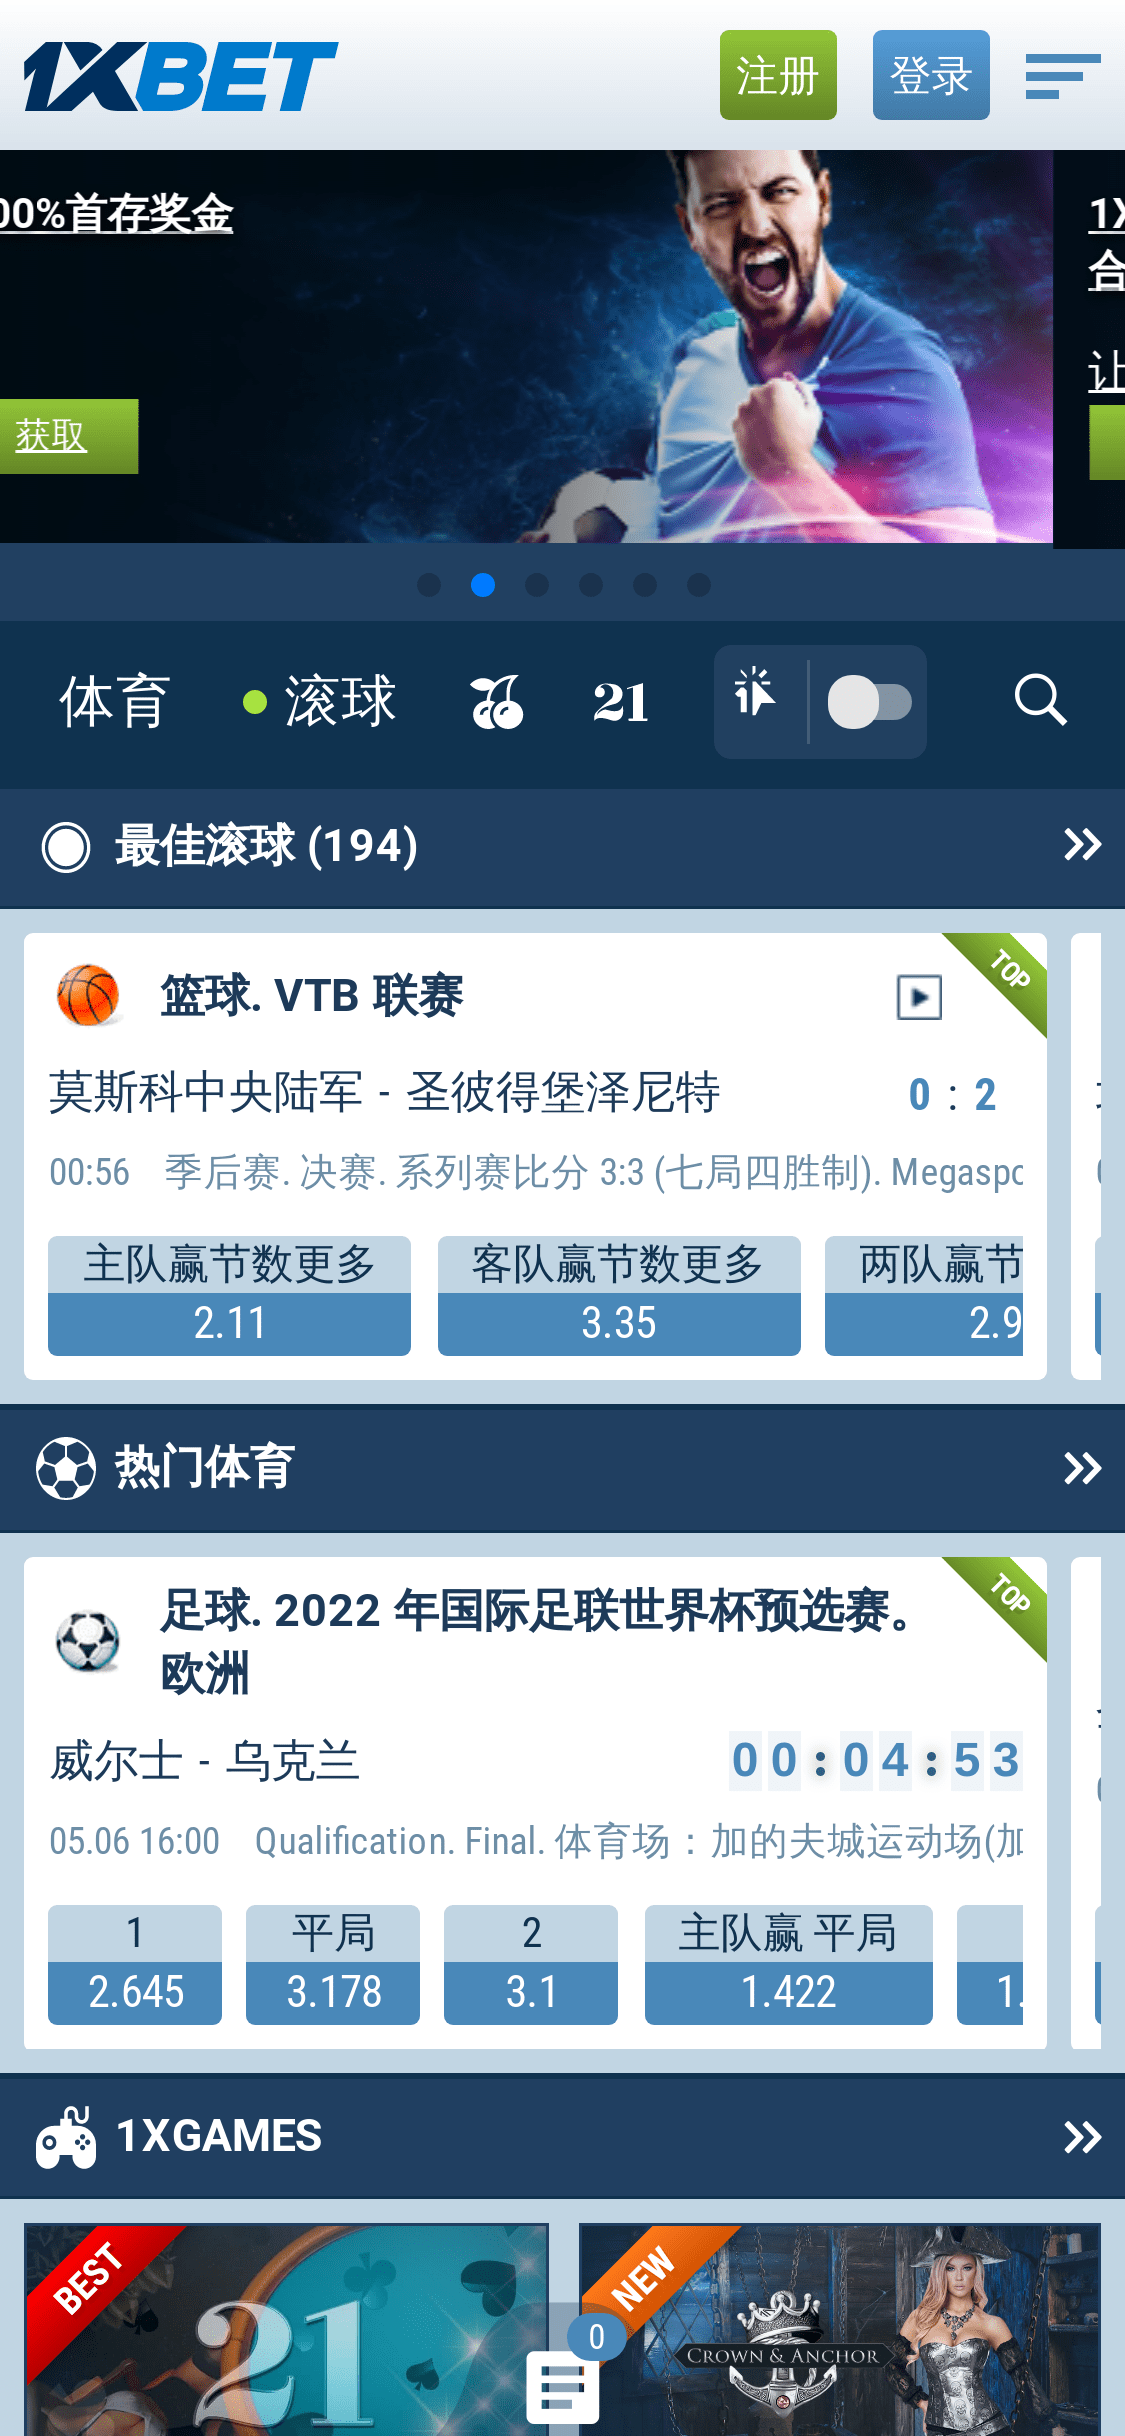 1XBET
注册
登录
00%首存奖金
获取
1X
合
让
体育
滚球
21
最佳滚球 (194)
篮球. VTB 联赛
TOP
莫斯科中央陆军 - 圣彼得堡泽尼特
0 : 2
00:56 季后赛. 决赛. 系列赛比分 3:3 (七局四胜制). Megaspo
主队赢节数更多
客队赢节数更多
两队赢节
2.11
3.35
2.9
热门体育
足球. 2022 年国际足联世界杯预选赛。
欧洲
TOP
威尔士 - 乌克兰
00:04:53
05.06 16:00 Qualification. Final. 体育场：加的夫城运动场(加
1
平局
2
主队赢 平局
2.645
3.178
3.1
1.422
1.
1XGAMES
BEST
21
NEW
CROWN & ANCHOR
0